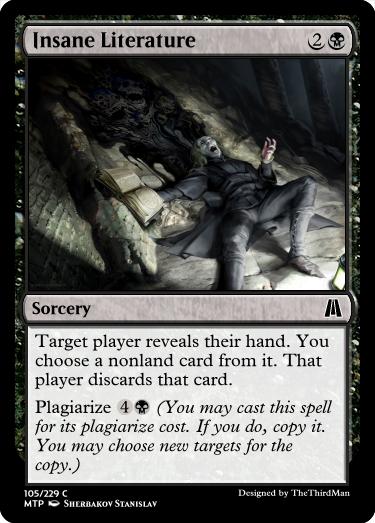 Insane Literature 2
Sorcery
Target player reveals their hand. You
choose a nonland card from it. That
player discards that card.
Plagiarize 4 (You may cast this spell
for its plagiarize cost. If you do, copy it.
You may choose new targets for the
copy.)
105/229 C Designed by TheThirdMan
MTP Sherbakov Stanislav